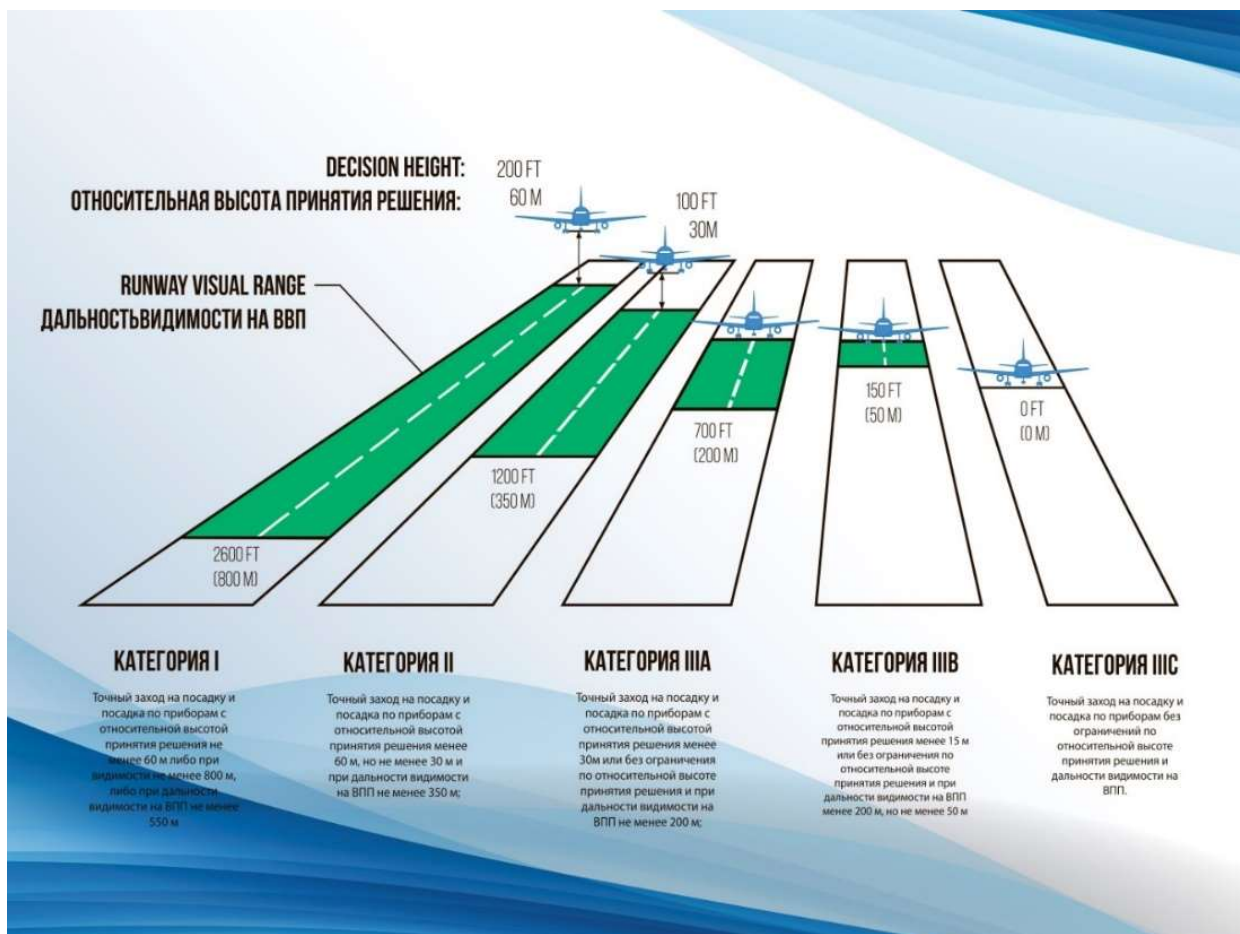 DECISION HEIGHT:
ОТНОСИТЕЛЬНАЯ ВЫСОТА ПРИНЯТИЯ РЕШЕНИЯ:
200 FT
60 M
100 FT
30M
RUNWAY VISUAL RANGE
ДАЛЬНОСТЬВИДИМОСТИ НА ВВП
2600 FT
(800 M)
1200 FT
(350 M)
700 FT
(200 M)
150 FT
(50 M)
0 FT
(0 M)
КАТЕГОРИЯ I
Точный заход на посадку и
посадка по приборам с
относительной высотой
принятия решения не
менее 60 м либо при
видимости не менее 800 м,
либо при дальности
видимости на ВПП не менее
550 м
КАТЕГОРИЯ II
Точный заход на посадку и
посадка по приборам с
относительной высотой
принятия решения менее
60 м, но не менее 30 м и
при дальности видимости
на ВПП не менее 350 м;
КАТЕГОРИЯ IIIA
Точный заход на посадку и
посадка по приборам с
относительной высотой
принятия решения менее
30м или без ограничения
по относительной высоте
принятия решения и при
дальности видимости на
ВПП не менее 200 м;
КАТЕГОРИЯ IIIB
Точный заход на посадку и
посадка по приборам с
относительной высотой
принятия решения менее 15 м
или без ограничения по
относительной высоте
принятия решения и при
дальности видимости на ВПП
менее 200 м, но не менее 50 м
КАТЕГОРИЯ IIIC
Точный заход на посадку и
посадка по приборам без
ограничений по
относительной высоте
принятия решения и
дальности видимости на
ВПП.